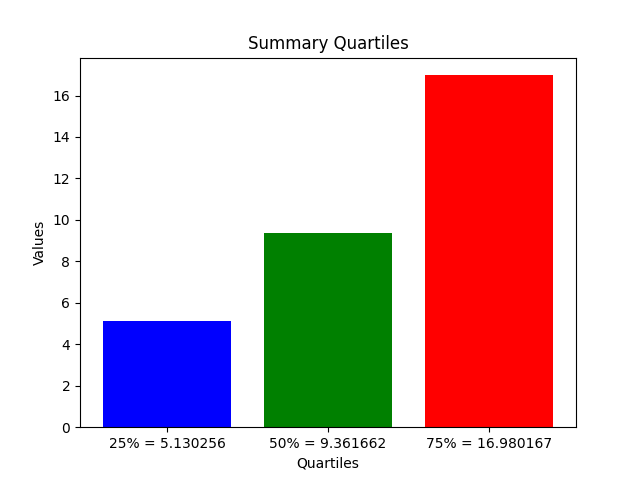 Summary Quartiles
16
14
12
10
8
6
4
2
0
Values
25% = 5.130256
50% = 9.361662
75% = 16.980167
Quartiles